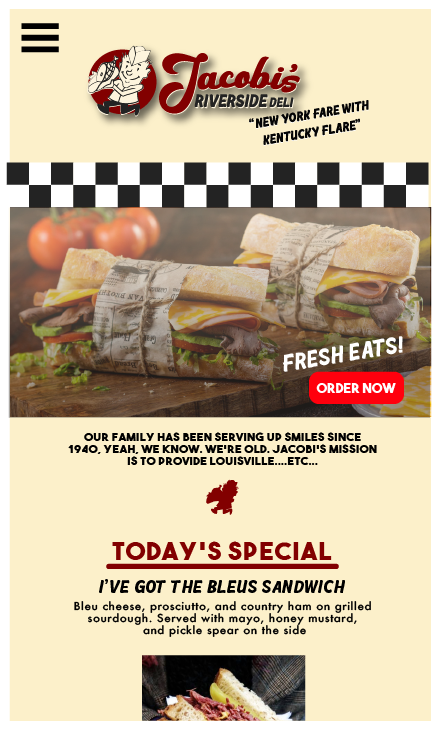 Jacobi's
RIVERSIDE DELI
"NEW YORK FARE WITH
KENTUCKY FLARE"
FRESH EATS!
ORDER NOW
OUR FAMILY HAS BEEN SERVING UP SMILES SINCE
1940, YEAH, WE KNOW. WE'RE OLD. JACOBI'S MISSION
IS TO PROVIDE LOUISVILLE....ETC...
TODAY'S SPECIAL
I'VE GOT THE BLEUS SANDWICH
Bleu cheese, prosciutto, and country ham on grilled
sourdough. Served with mayo, honey mustard,
and pickle spear on the side